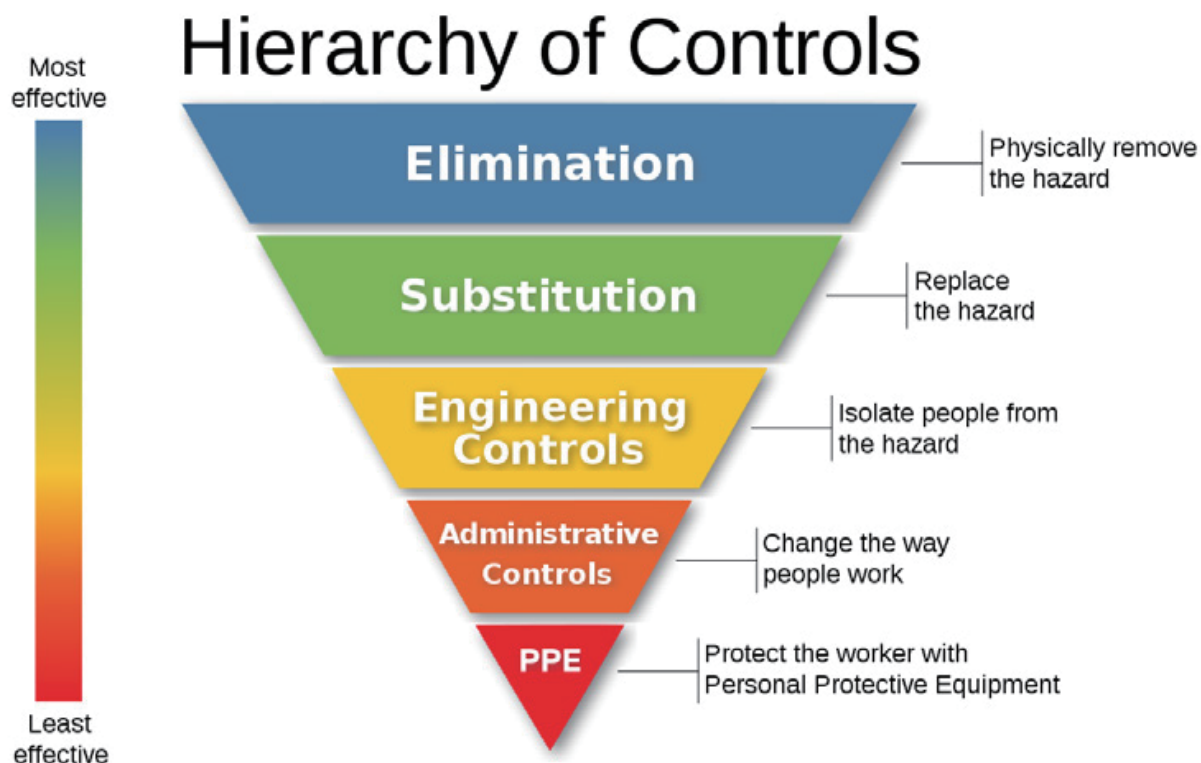 Hierarchy of Controls
Most
effective
Elimination
Physically remove
the hazard
Substitution
Replace
the hazard
Engineering
Controls
Isolate people from
the hazard
Administrative
Controls
Change the way
people work
PPE
Protect the worker with
Personal Protective Equipment
Least
effective